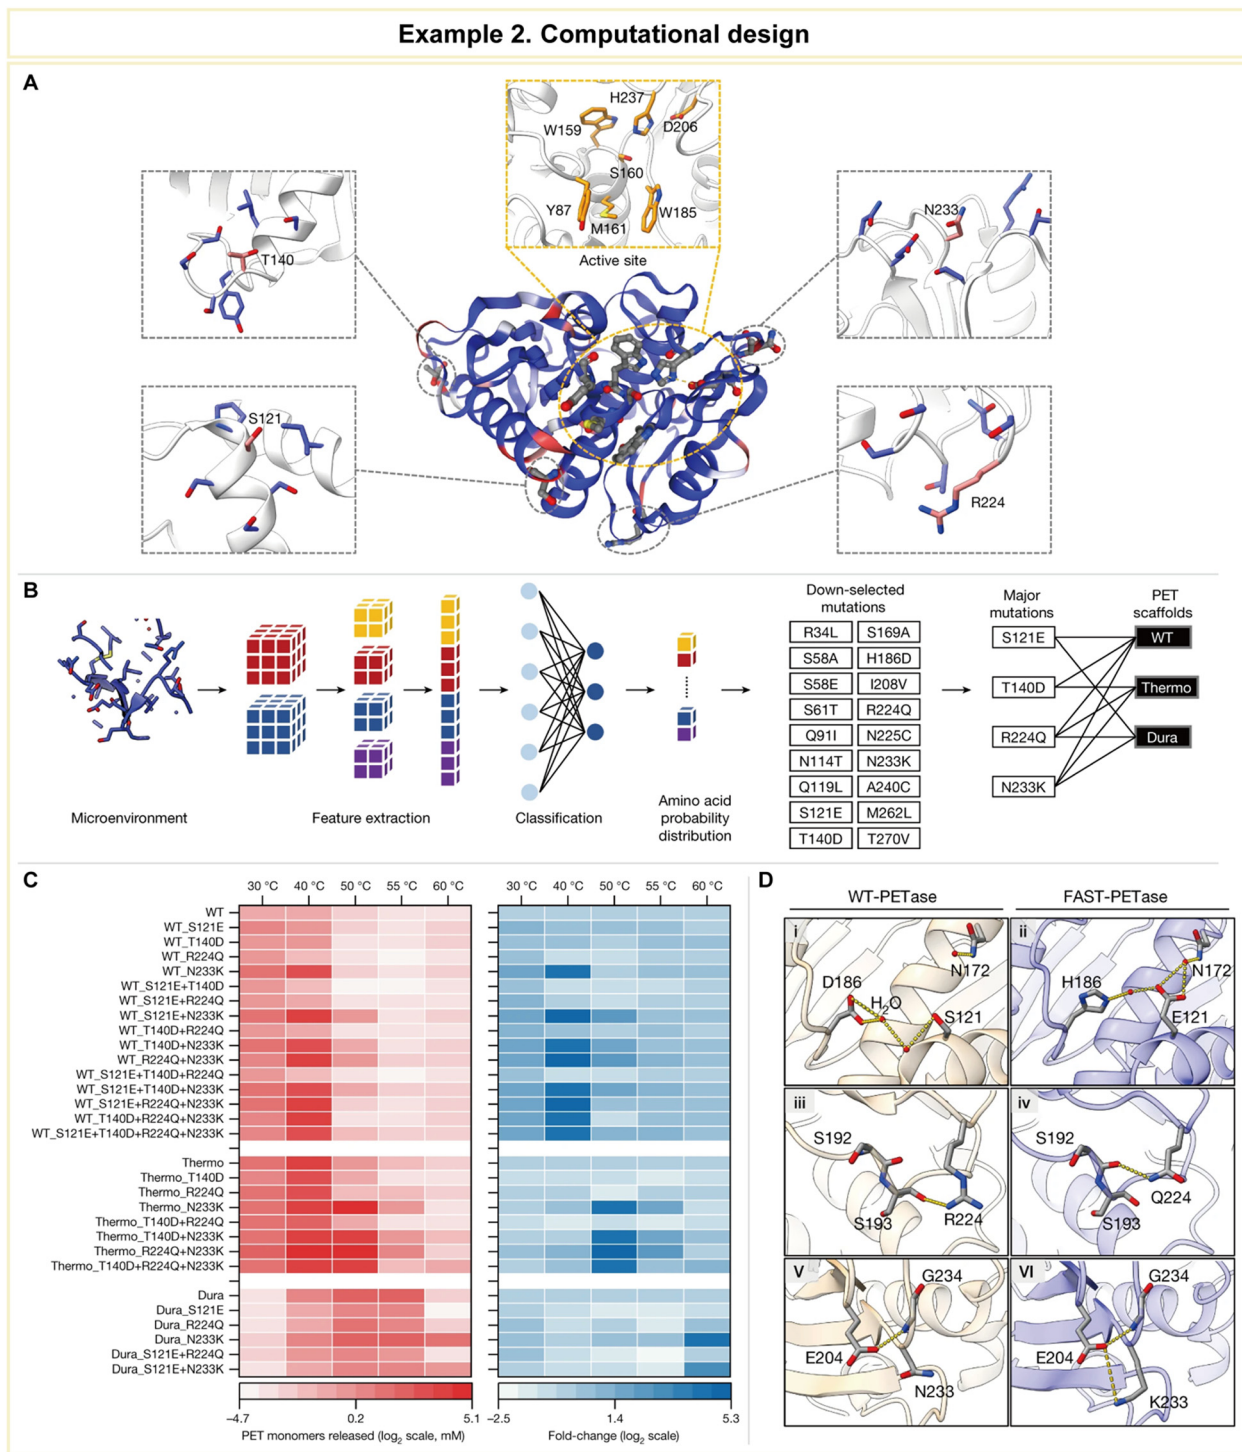 Example 2. Computational design
A
H237
W159
D206
S160
Y87
W185
M161
Active site
T140
N233
S121
R224
B
Microenvironment
Feature extraction
Classification
Amino acid
probability
distribution
Down-selected
mutations
R34L S169A
S58A H186D
S58E I208V
S61T R224Q
Q91I N225C
N114T N233K
Q119L A240C
S121E M262L
T140D T270V
Major
mutations
S121E
T140D
R224Q
N233K
PET
scaffolds
WT
Thermo
Dura
C
30 °C 40 °C 50 °C 55 °C 60 °C
30 °C 40 °C 50 °C 55 °C 60 °C
WT
WT_S121E
WT_T140D
WT_R224Q
WT_N233K
WT_S121E+T140D
WT_S121E+R224Q
WT_S121E+N233K
WT_T140D+R224Q
WT_T140D+N233K
WT_R224Q+N233K
WT_S121E+T140D+R224Q
WT_S121E+T140D+N233K
WT_S121E+R224Q+N233K
WT_T140D+R224Q+N233K
WT_S121E+T140D+R224Q+N233K
Thermo
Thermo_T140D
Thermo_R224Q
Thermo_N233K
Thermo_T140D+R224Q
Thermo_T140D+N233K
Thermo_R224Q+N233K
Thermo_T140D+R224Q+N233K
Dura
Dura_S121E
Dura_R224Q
Dura_N233K
Dura_S121E+R224Q
Dura_S121E+N233K
−4.7 0.2 5.1
PET monomers released (log2 scale, mM)
−2.5 1.4 5.3
Fold-change (log2 scale)
D
WT-PETase
FAST-PETase
i
N172
D186
H2O
S121
ii
N172
H186
E121
iii
S192
S193
R224
iv
S192
S193
Q224
V
G234
E204
N233
VI
G234
E204
K233